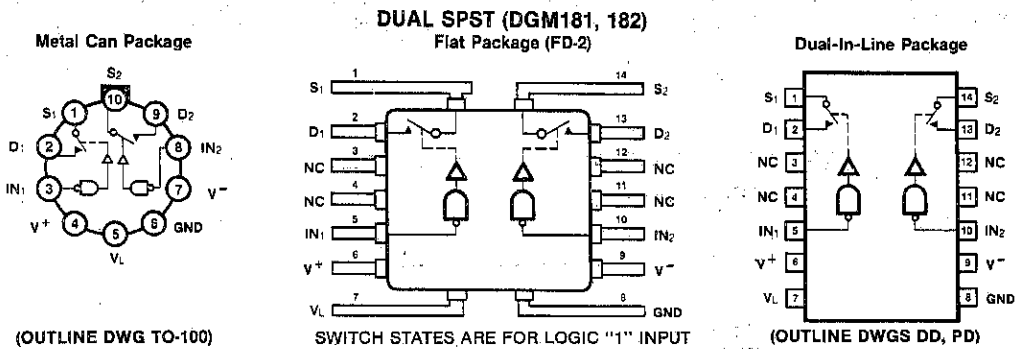 DUAL SPST (DGM181, 182)
Metal Can Package
S2
10
S1
1
9
D2
D1
2
8
IN2
IN1
3
7
V−
V+
4
5
6
GND
VL
(OUTLINE DWG TO-100)
Flat Package (FD-2)
S1
1
14
S2
D1
2
13
D2
NC
3
12
NC
NC
4
11
NC
IN1
5
10
IN2
V+
6
9
V−
VL
7
8
GND
SWITCH STATES ARE FOR LOGIC "1" INPUT
Dual-In-Line Package
S1
1
14
S2
D1
2
13
D2
NC
3
12
NC
NC
4
11
NC
IN1
5
10
IN2
V+
6
9
V−
VL
7
8
GND
(OUTLINE DWGS DD, PD)